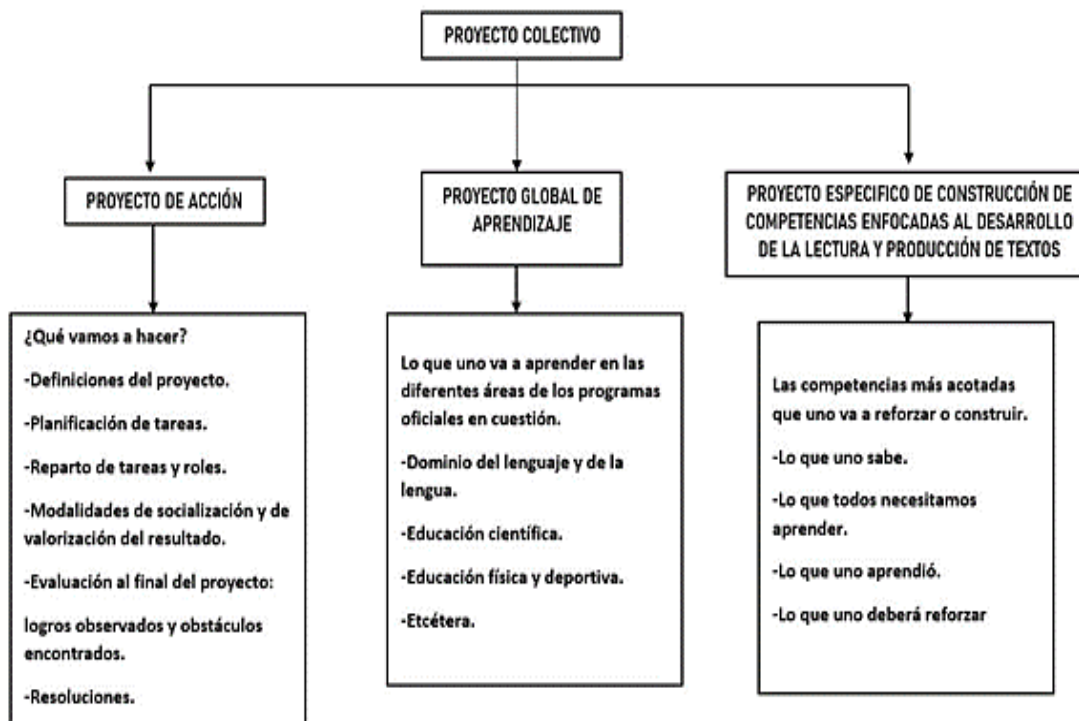 PROYECTO COLECTIVO
PROYECTO DE ACCIÓN
¿Qué vamos a hacer?
-Definiciones del proyecto.
-Planificación de tareas.
-Reparto de tareas y roles.
-Modalidades de socialización y de
valorización del resultado.
-Evaluación al final del proyecto:
logros observados y obstáculos
encontrados.
-Resoluciones.
PROYECTO GLOBAL DE
APRENDIZAJE
Lo que uno va a aprender en las
diferentes áreas de los programas
oficiales en cuestión.
-Dominio del lenguaje y de la
lengua.
-Educación científica.
-Educación física y deportiva.
-Etcétera.
PROYECTO ESPECIFICO DE CONSTRUCCIÓN DE
COMPETENCIAS ENFOCADAS AL DESARROLLO
DE LA LECTURA Y PRODUCCIÓN DE TEXTOS
Las competencias más acotadas
que uno va a reforzar o construir.
-Lo que uno sabe.
-Lo que todos necesitamos
aprender.
-Lo que uno aprendió.
-Lo que uno deberá reforzar